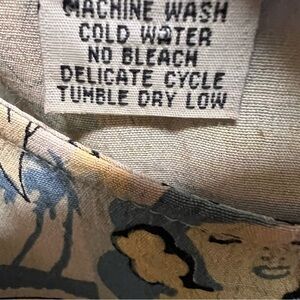 MACHINE WASH
COLD WATER
NO BLEACH
DELICATE CYCLE
TUMBLE DRY LOW